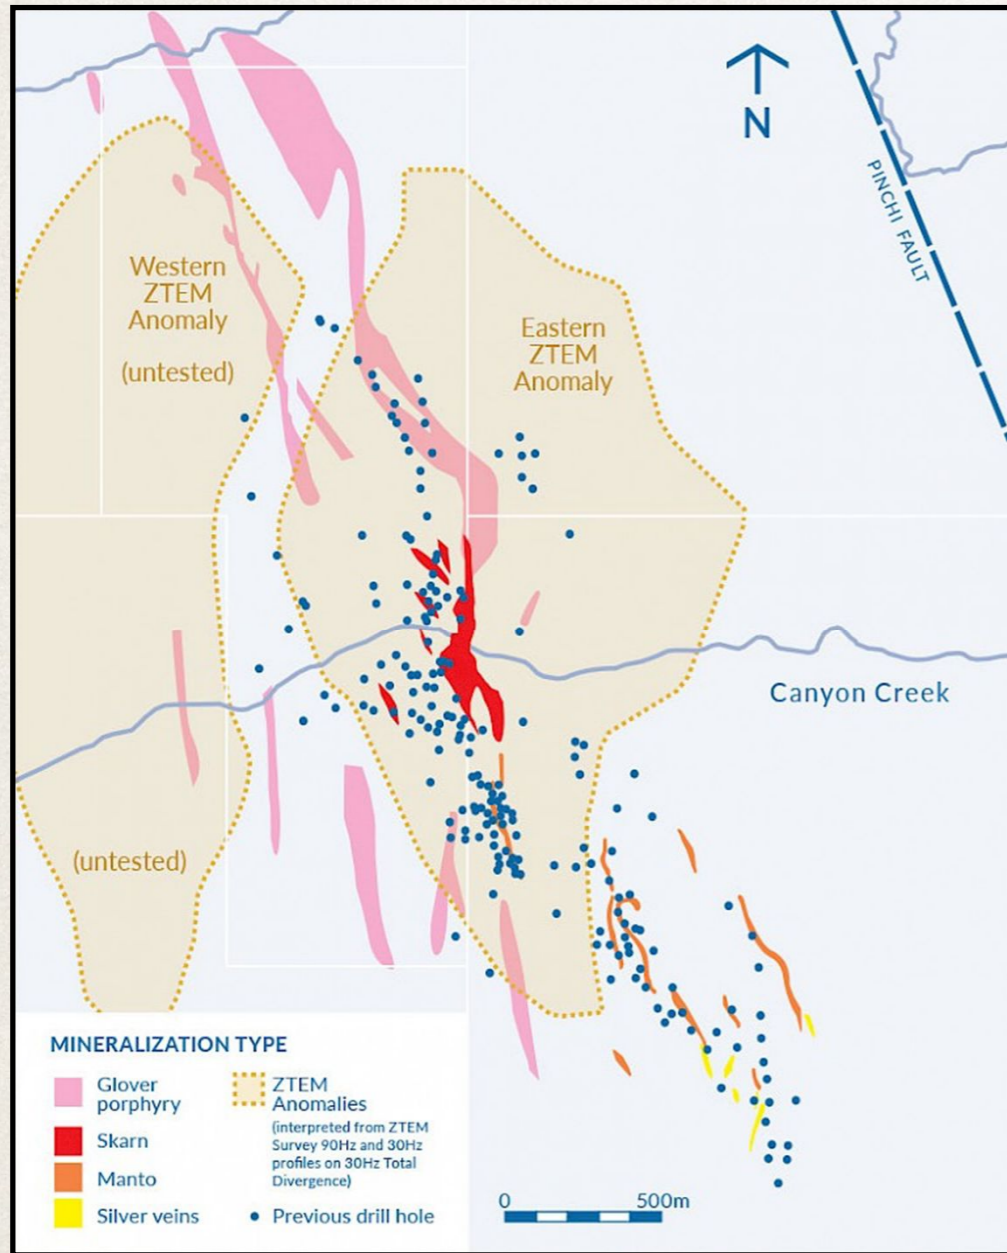 N
PINCHI FAULT
Western
ZTEM
Anomaly
(untested)
Eastern
ZTEM
Anomaly
Canyon Creek
(untested)
MINERALIZATION TYPE
Glover
porphyry
Skarn
Manto
Silver veins
ZTEM
Anomalies
(interpreted from ZTEM
Survey 90Hz and 30Hz
profiles on 30Hz Total
Divergence)
Previous drill hole
0 500m